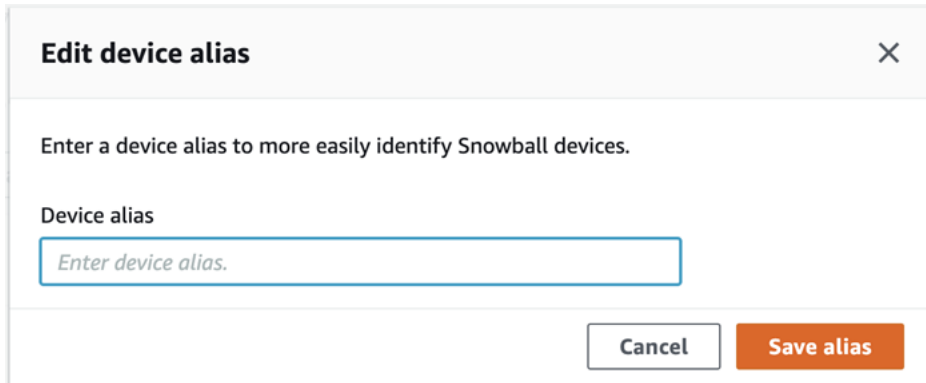 Edit device alias
Enter a device alias to more easily identify Snowball devices.
Device alias
Enter device alias.
Cancel
Save alias